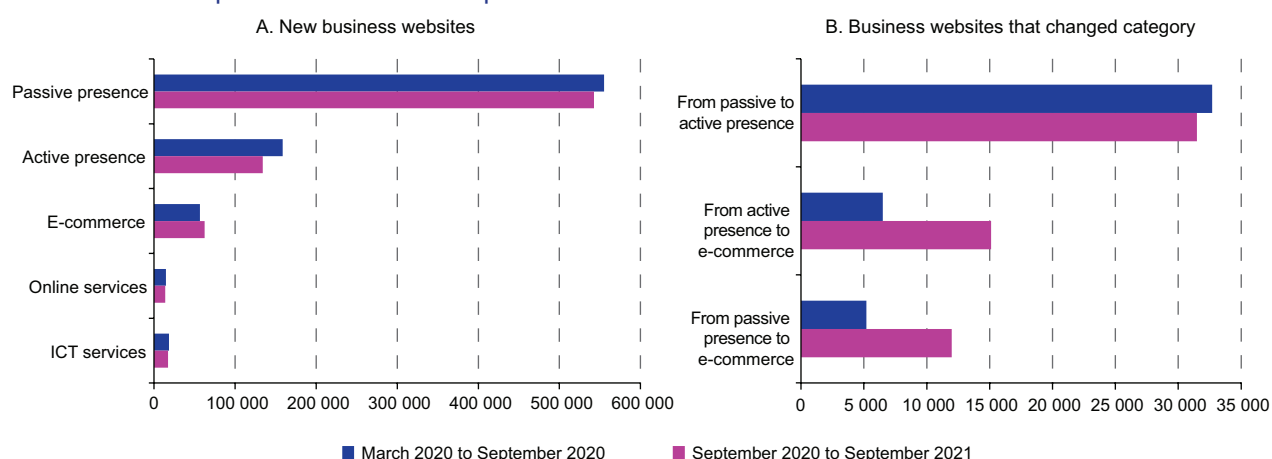 A. New business websites
Passive presence
Active presence
E-commerce
Online services
ICT services
0 100 000 200 000 300 000 400 000 500 000 600 000
B. Business websites that changed category
From passive to
active presence
From active
presence to
e-commerce
From passive
presence to
e-commerce
0 5 000 10 000 15 000 20 000 25 000 30 000 35 000
March 2020 to September 2020
September 2020 to September 2021